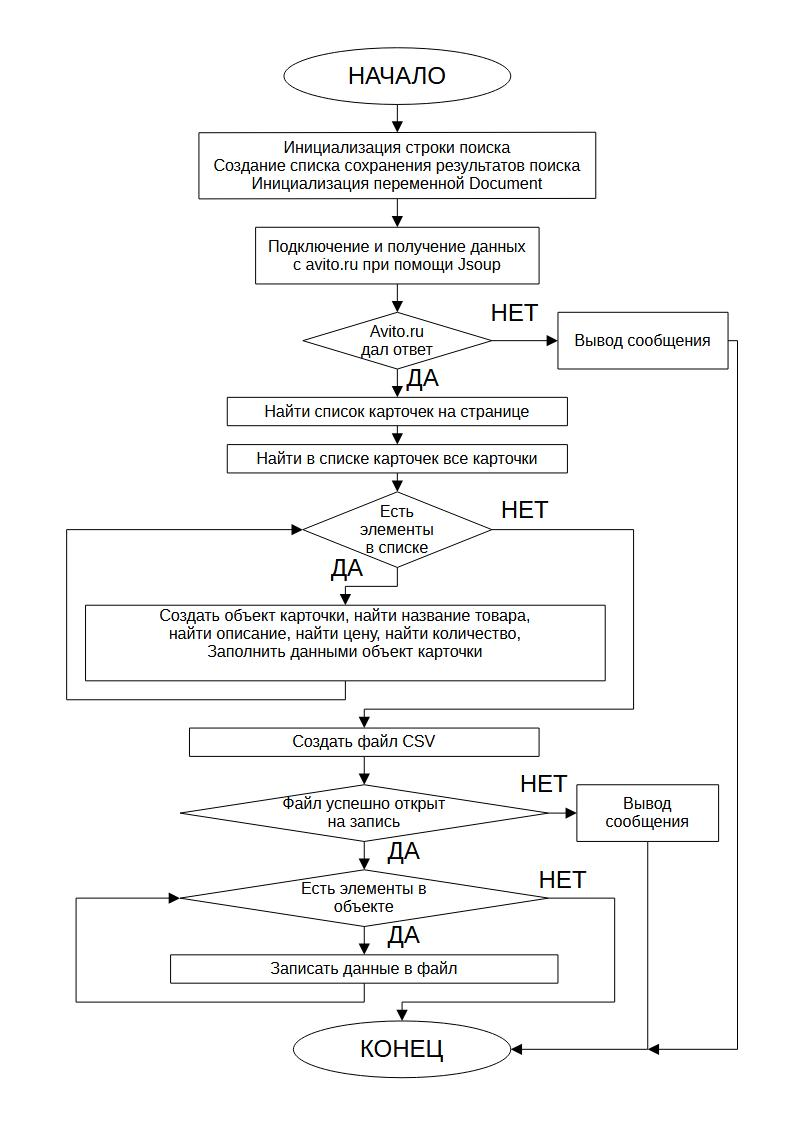 НАЧАЛО
Инициализация строки поиска
Создание списка сохранения результатов поиска
Инициализация переменной Document
Подключение и получение данных
с avito.ru при помощи Jsoup
НЕТ
Avito.ru
дал ответ
Вывод сообщения
ДА
Найти список карточек на странице
Найти в списке карточек все карточки
НЕТ
Есть
элементы
в списке
ДА
Создать объект карточки, найти название товара,
найти описание, найти цену, найти количество,
Заполнить данными объект карточки
Создать файл CSV
НЕТ
Файл успешно открыт
на запись
Вывод
сообщения
ДА
НЕТ
Есть элементы в
объекте
ДА
Записать данные в файл
КОНЕЦ